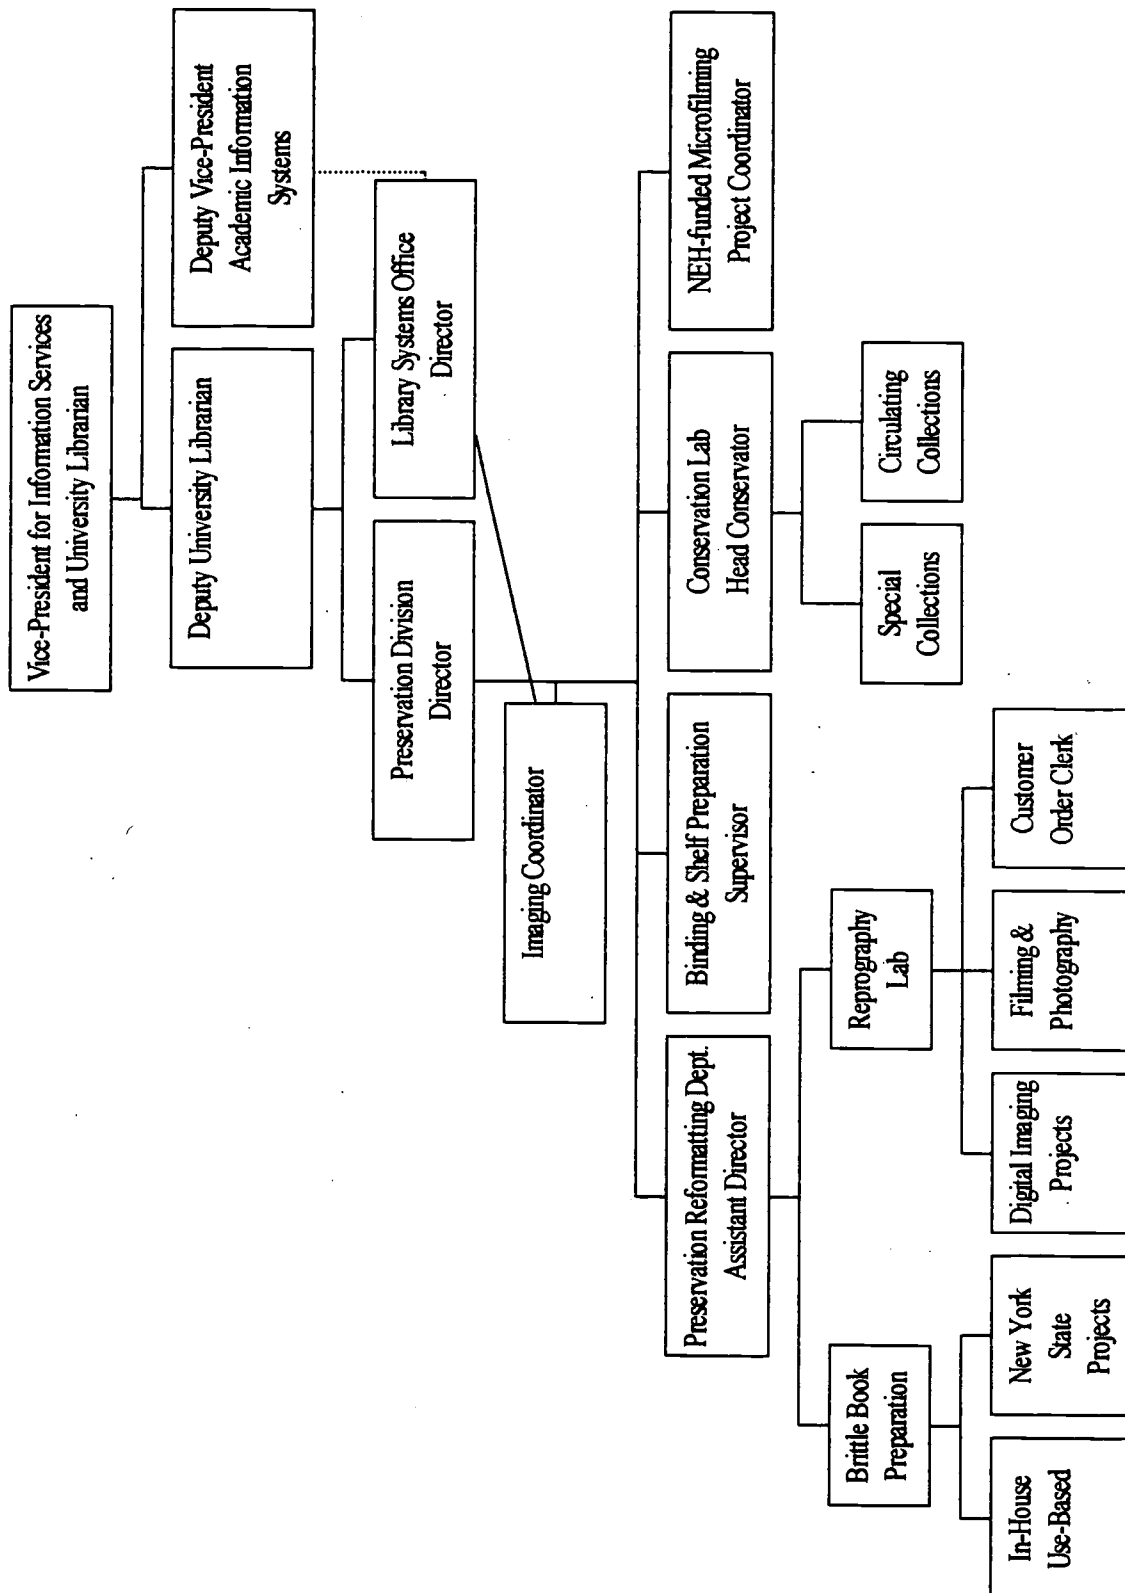 Vice-President for Information Services
and University Librarian
Deputy University Librarian
Deputy Vice-President
Academic Information
Systems
Preservation Division
Director
Library Systems Office
Director
Imaging Coordinator
Preservation Reformatting Dept.
Assistant Director
Binding & Shelf Preparation
Supervisor
Conservation Lab
Head Conservator
NEH-funded Microfilming
Project Coordinator
Brittle Book
Preparation
Reprography
Lab
Special
Collections
Circulating
Collections
In-House
Use-Based
New York
State
Projects
Digital Imaging
Projects
Filming &
Photography
Customer
Order Clerk